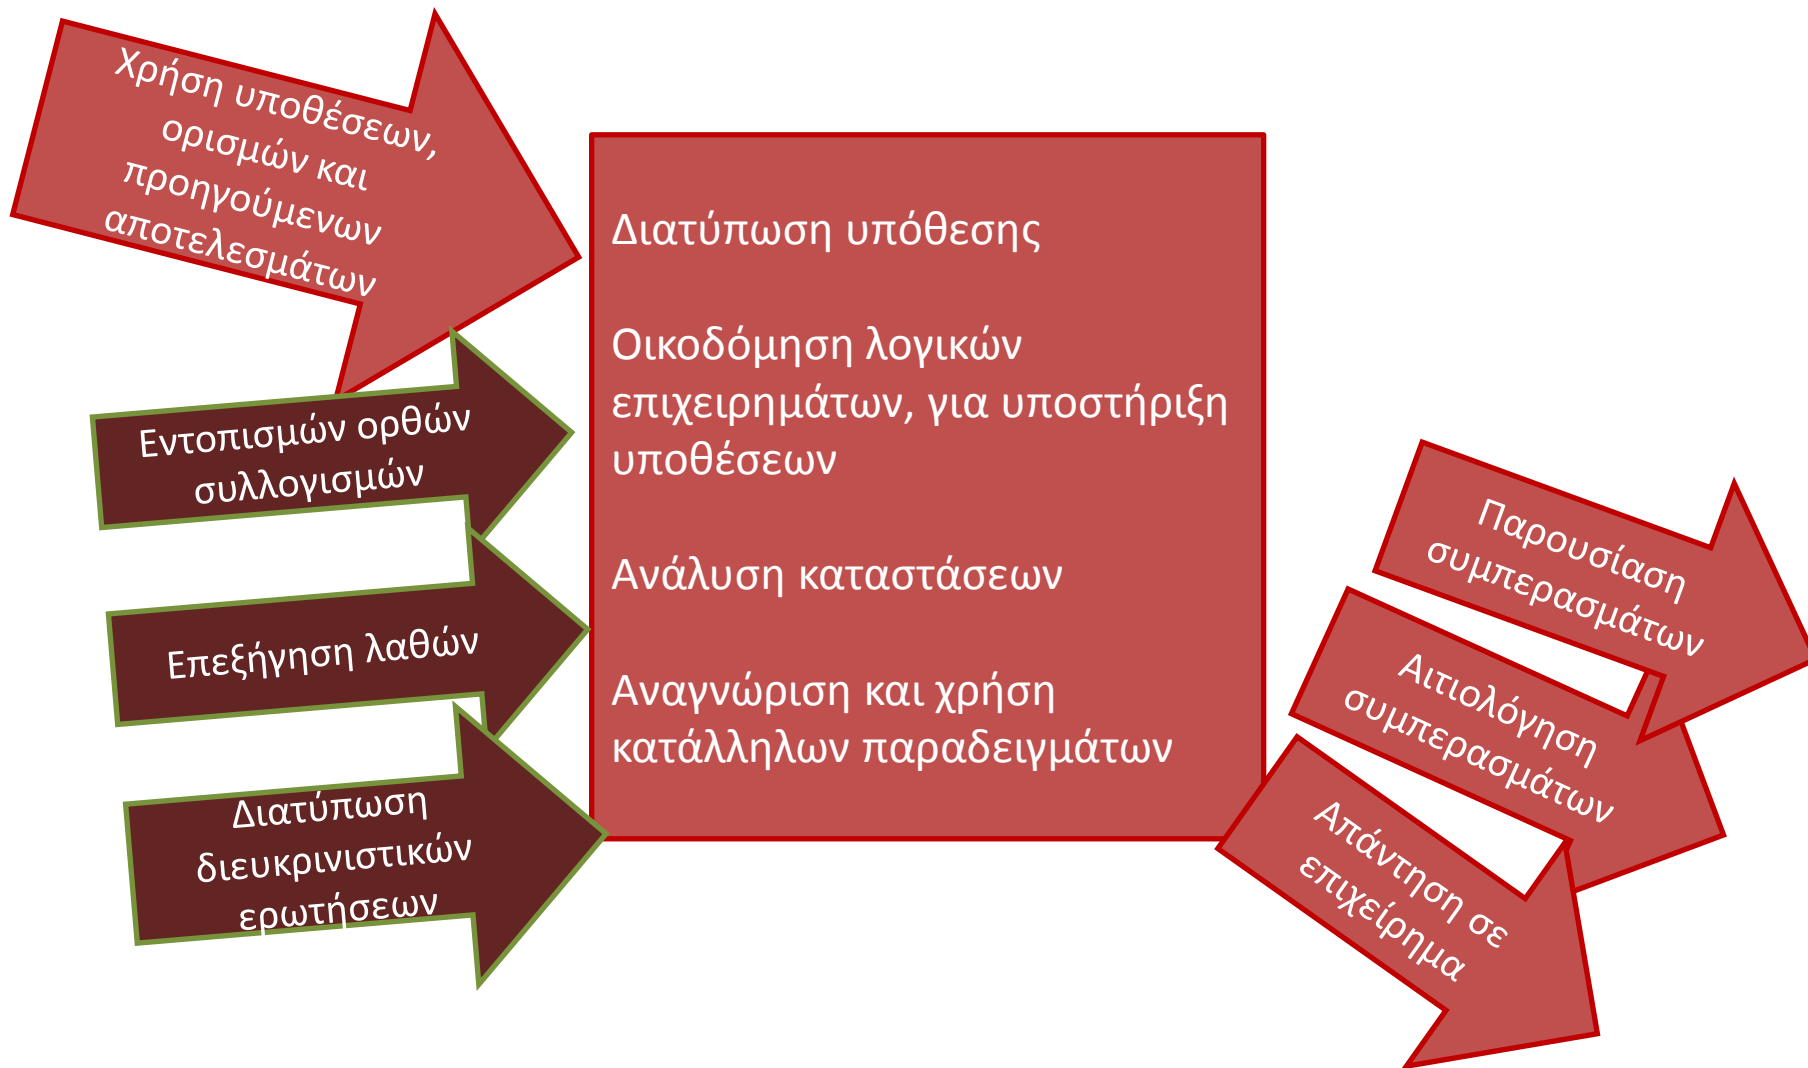 Χρήση υποθέσεων,
ορισμών και
προηγούμενων
αποτελεσμάτων
Εντοπισμών ορθών
συλλογισμών
Επεξήγηση λαθών
Διατύπωση
διευκρινιστικών
ερωτήσεων
Διατύπωση υπόθεσης
Οικοδόμηση λογικών
επιχειρημάτων, για υποστήριξη
υποθέσεων
Ανάλυση καταστάσεων
Αναγνώριση και χρήση
κατάλληλων παραδειγμάτων
Παρουσίαση
συμπερασμάτων
Αιτιολόγηση
συμπερασμάτων
Απάντηση σε
επιχείρημα